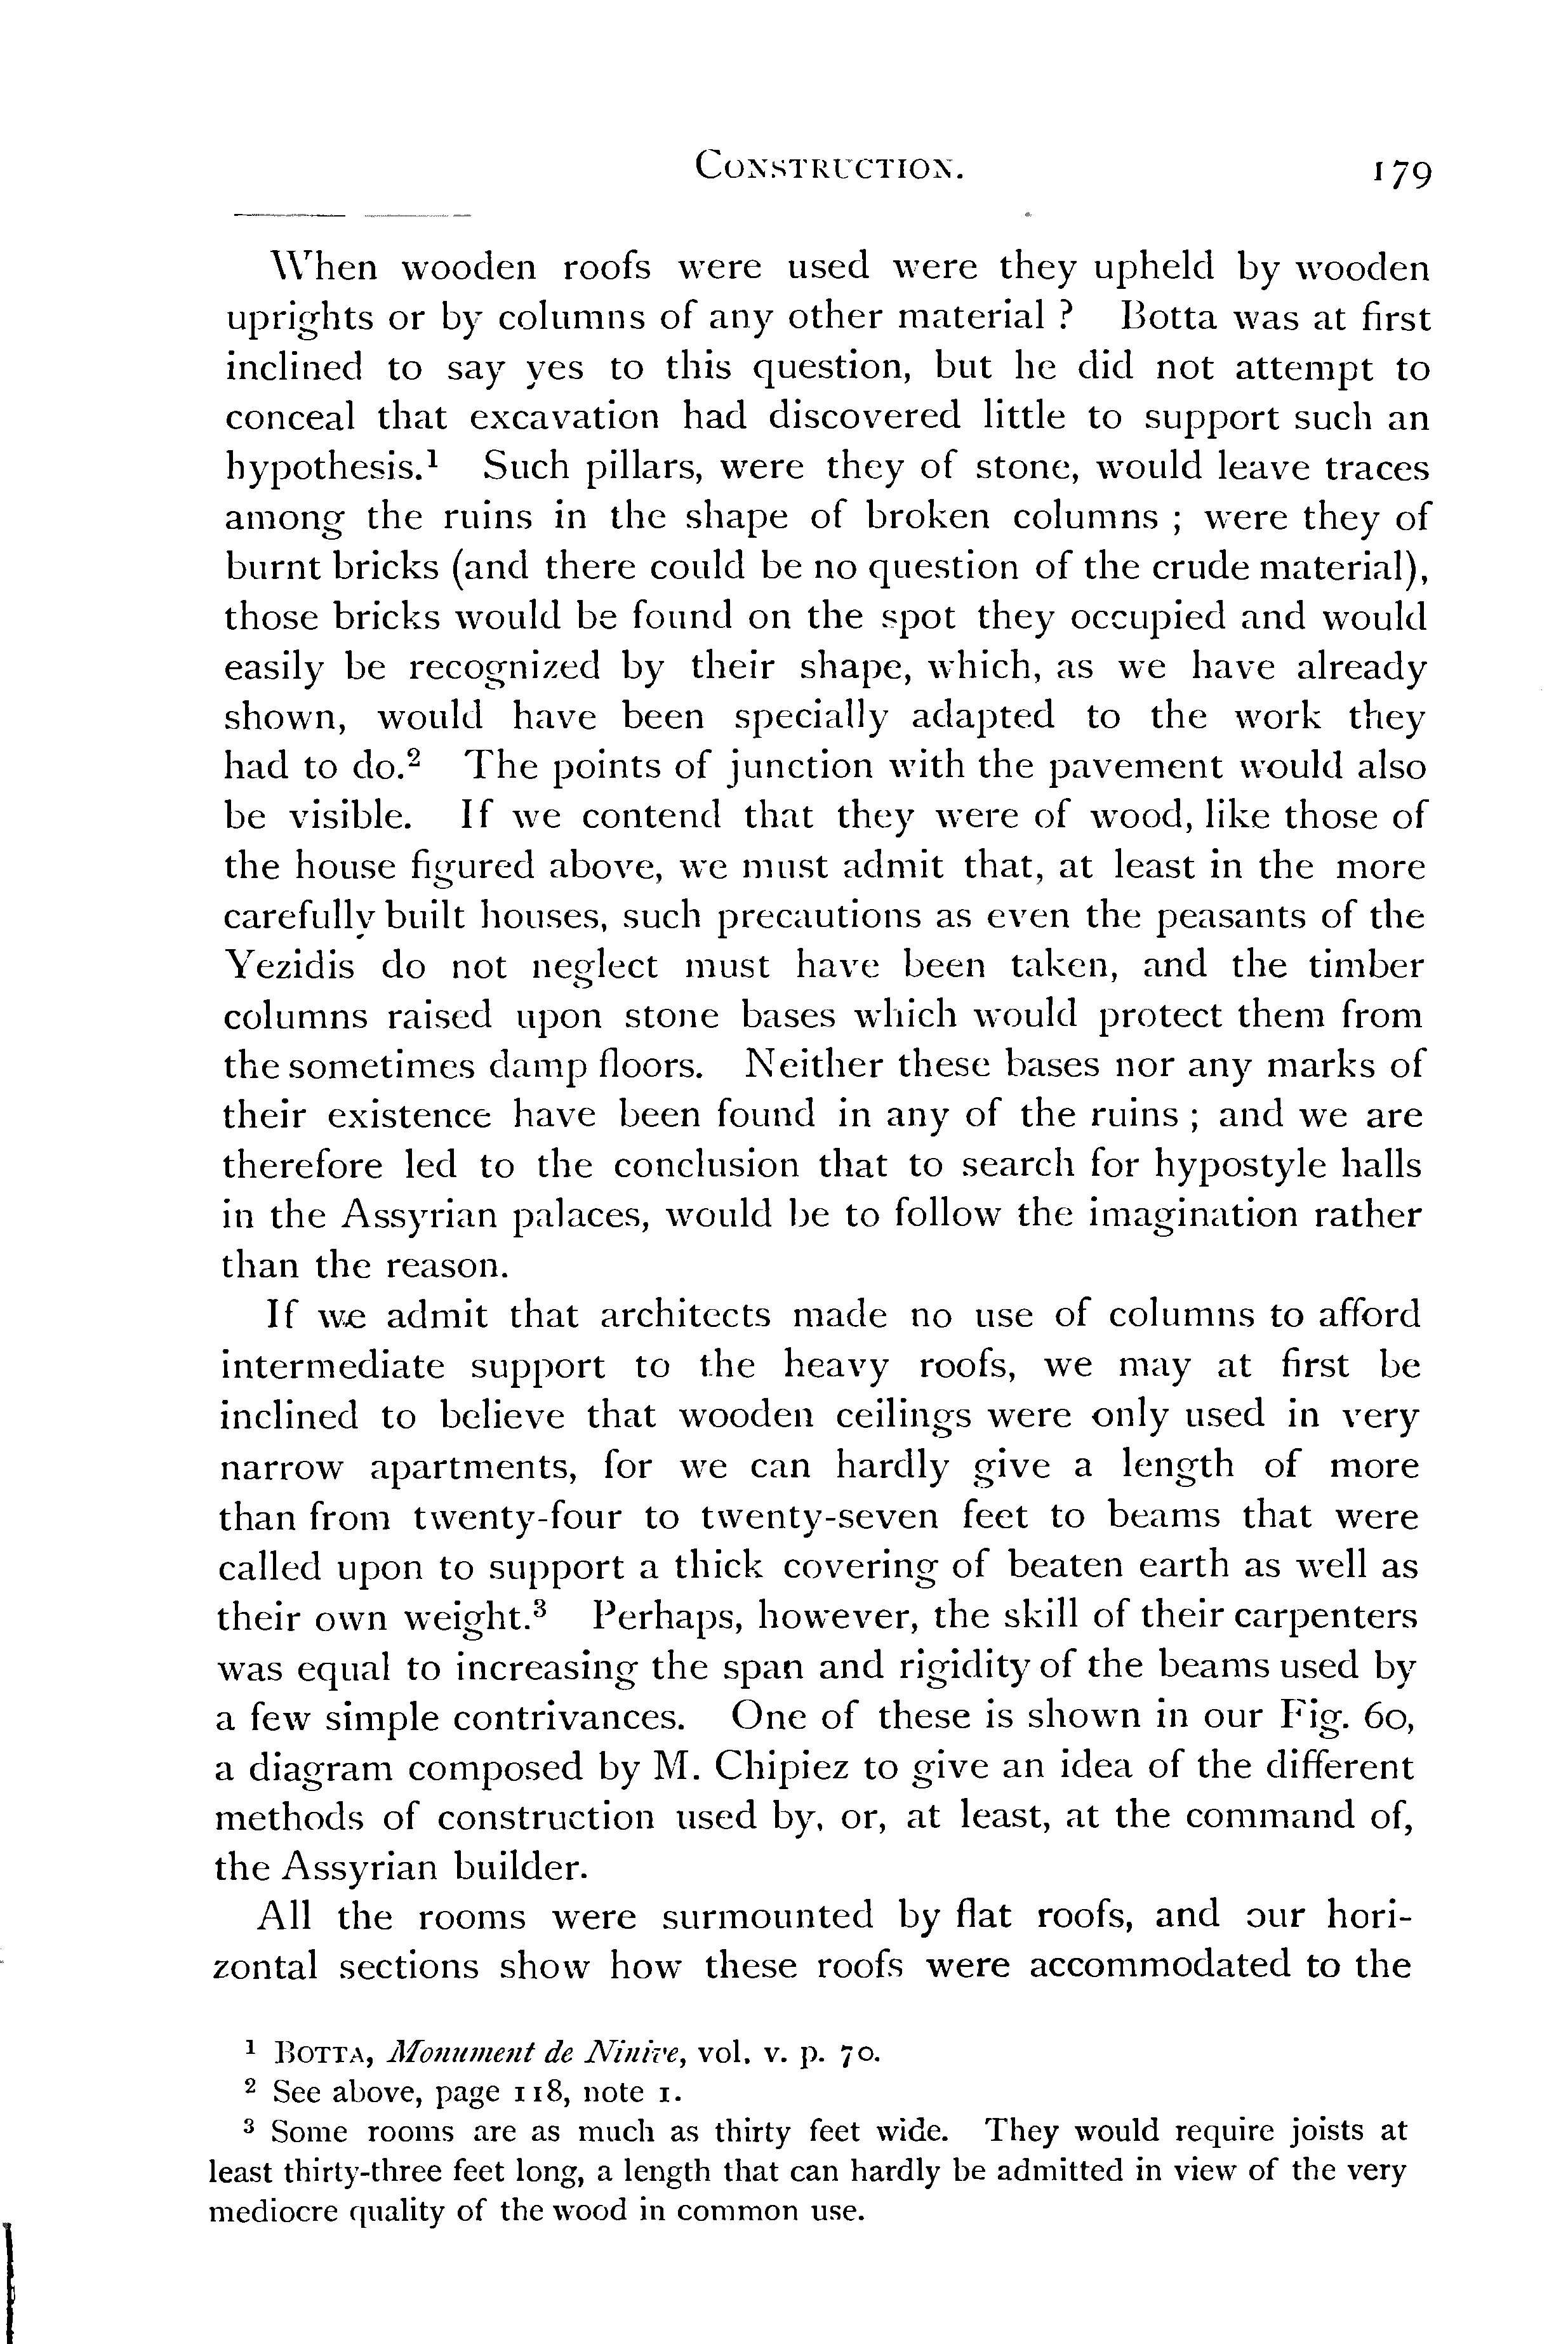 CONSTRUCTION. 179
When wooden roofs were used were they upheld by wooden
uprights or by columns of any other material ? Botta was at first
inclined to say yes to this question, but he did not attempt to
conceal that excavation had discovered little to support such an
hypothesis.¹ Such pillars, were they of stone, would leave traces
among the ruins in the shape of broken columns ; were they of
burnt bricks (and there could be no question of the crude material),
those bricks would be found on the spot they occupied and would
easily be recognized by their shape, which, as we have already
shown, would have been specially adapted to the work they
had to do.² The points of junction with the pavement would also
be visible. If we contend that they were of wood, like those of
the house figured above, we must admit that, at least in the more
carefully built houses, such precautions as even the peasants of the
Yezidis do not neglect must have been taken, and the timber
columns raised upon stone bases which would protect them from
the sometimes damp floors. Neither these bases nor any marks of
their existence have been found in any of the ruins ; and we are
therefore led to the conclusion that to search for hypostyle halls
in the Assyrian palaces, would be to follow the imagination rather
than the reason.
If we admit that architects made no use of columns to afford
intermediate support to the heavy roofs, we may at first be
inclined to believe that wooden ceilings were only used in very
narrow apartments, for we can hardly give a length of more
than from twenty-four to twenty-seven feet to beams that were
called upon to support a thick covering of beaten earth as well as
their own weight.³ Perhaps, however, the skill of their carpenters
was equal to increasing the span and rigidity of the beams used by
a few simple contrivances. One of these is shown in our Fig. 60,
a diagram composed by M. Chipiez to give an idea of the different
methods of construction used by, or, at least, at the command of,
the Assyrian builder.
All the rooms were surmounted by flat roofs, and our hori-
zontal sections show how these roofs were accommodated to the
¹ BOTTA, Monument de Ninive, vol. v. p. 70.
² See above, page 118, note 1.
³ Some rooms are as much as thirty feet wide. They would require joists at
least thirty-three feet long, a length that can hardly be admitted in view of the very
mediocre quality of the wood in common use.